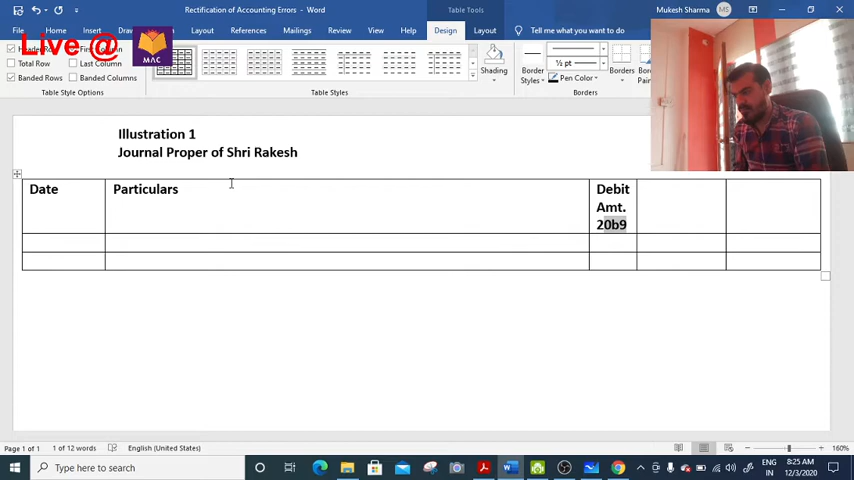 Rectification of Accounting Errors - Word
Table Tools
Mukesh Sharma MS
File Home Insert Layout References Mailings Review View Help Design Layout Tell me what you want to do
Live @
MAC
Header Row First Column
Total Row Last Column
Banded Rows Banded Columns
Table Style Options
Table Styles
Shading
Border Styles
½ pt
Pen Color
Borders
Border Painter
Borders
Illustration 1
Journal Proper of Shri Rakesh
Date Particulars Debit
Amt.
20b9
Page 1 of 1 1 of 12 words English (United States)
160%
Type here to search
ENG
IN
8:25 AM
12/3/2020